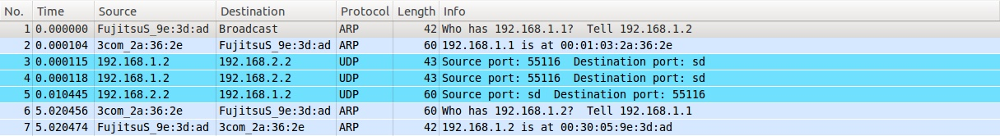 No. Time Source Destination Protocol Length Info
1 0.000000 FujitsuS_9e:3d:ad Broadcast ARP 42 Who has 192.168.1.1? Tell 192.168.1.2
2 0.000104 3com_2a:36:2e FujitsuS_9e:3d:ad ARP 60 192.168.1.1 is at 00:01:03:2a:36:2e
3 0.000115 192.168.1.2 192.168.2.2 UDP 43 Source port: 55116 Destination port: sd
4 0.000118 192.168.1.2 192.168.2.2 UDP 43 Source port: 55116 Destination port: sd
5 0.010445 192.168.2.2 192.168.1.2 UDP 60 Source port: sd Destination port: 55116
6 5.020456 3com_2a:36:2e FujitsuS_9e:3d:ad ARP 60 Who has 192.168.1.2? Tell 192.168.1.1
7 5.020474 FujitsuS_9e:3d:ad 3com_2a:36:2e ARP 42 192.168.1.2 is at 00:30:05:9e:3d:ad